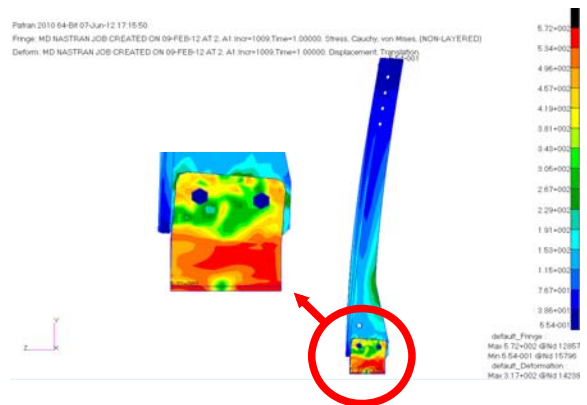 Patran 2010 64-Bit 07-Jun-12 17:15:50
Fringe: MD NASTRAN JOB CREATED ON 09-FEB-12 AT 2, A1:Incr=1009,Time=1.00000, Stress, Cauchy, von Mises, (NON-LAYERED)
Deform: MD NASTRAN JOB CREATED ON 09-FEB-12 AT 2, A1:Incr=1009,Time=1.00000, Displacement, Translation,
5.72+002
5.34+002
4.96+002
4.57+002
4.19+002
3.81+002
3.43+002
3.05+002
2.67+002
2.29+002
1.91+002
1.53+002
1.15+002
7.67+001
3.86+001
5.54-001
Y
Z
X
default_Fringe :
Max 5.72+002 @Nd 12857
Min 5.54-001 @Nd 15796
default_Deformation :
Max 3.17+002 @Nd 14238